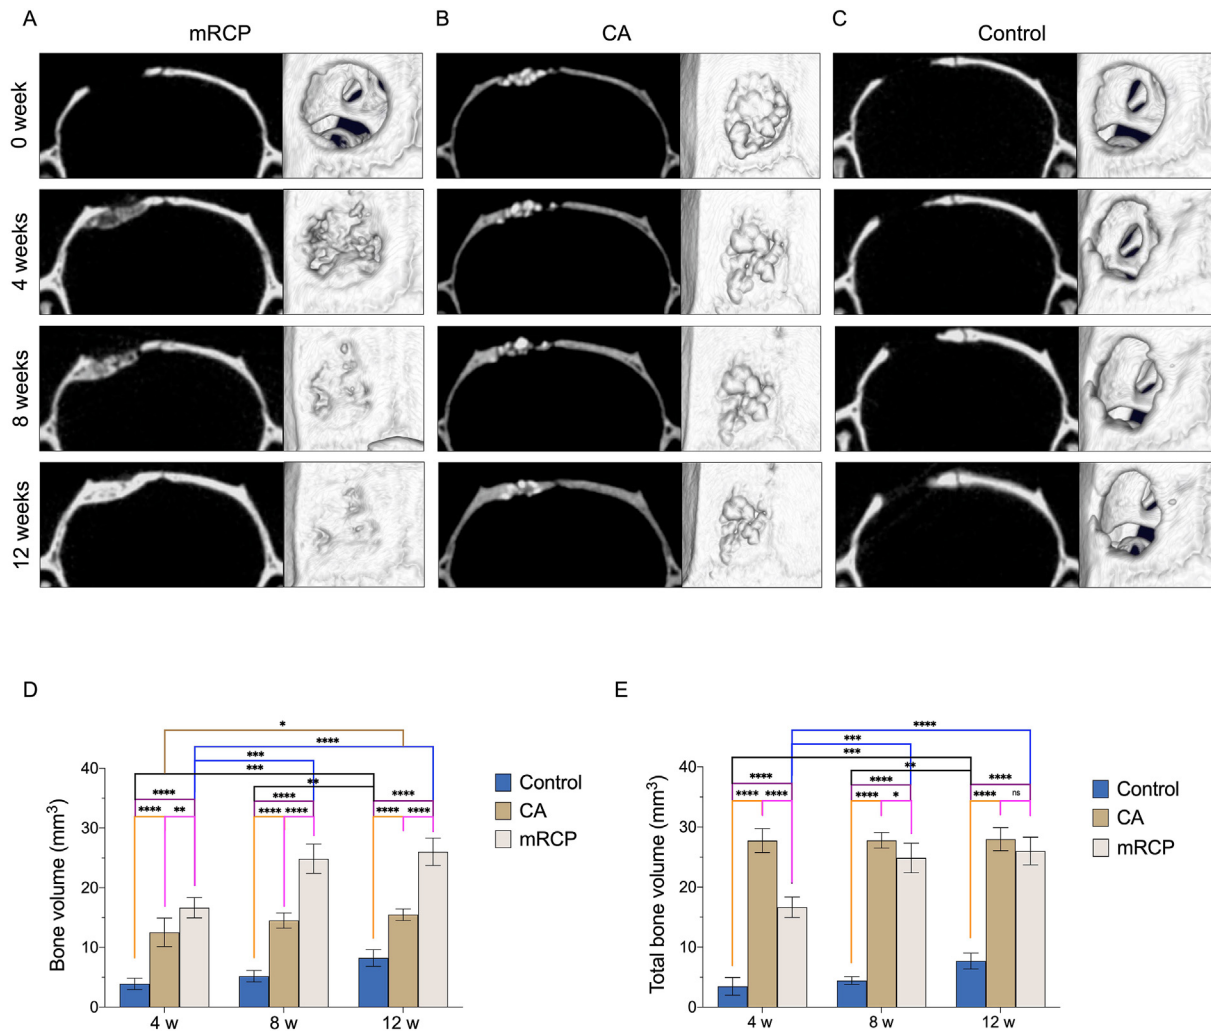 A
B
C
mRCP
CA
Control
0 week
4 weeks
8 weeks
12 weeks
D
E
*
****
***
***
**
****
****
****
**** **
**** ****
**** ****
40
30
20
10
0
Bone volume (mm3)
4 w
8 w
12 w
Control
CA
mRCP
****
***
***
**
****
****
****
**** ****
**** *
**** ns
40
30
20
10
0
Total bone volume (mm3)
4 w
8 w
12 w
Control
CA
mRCP